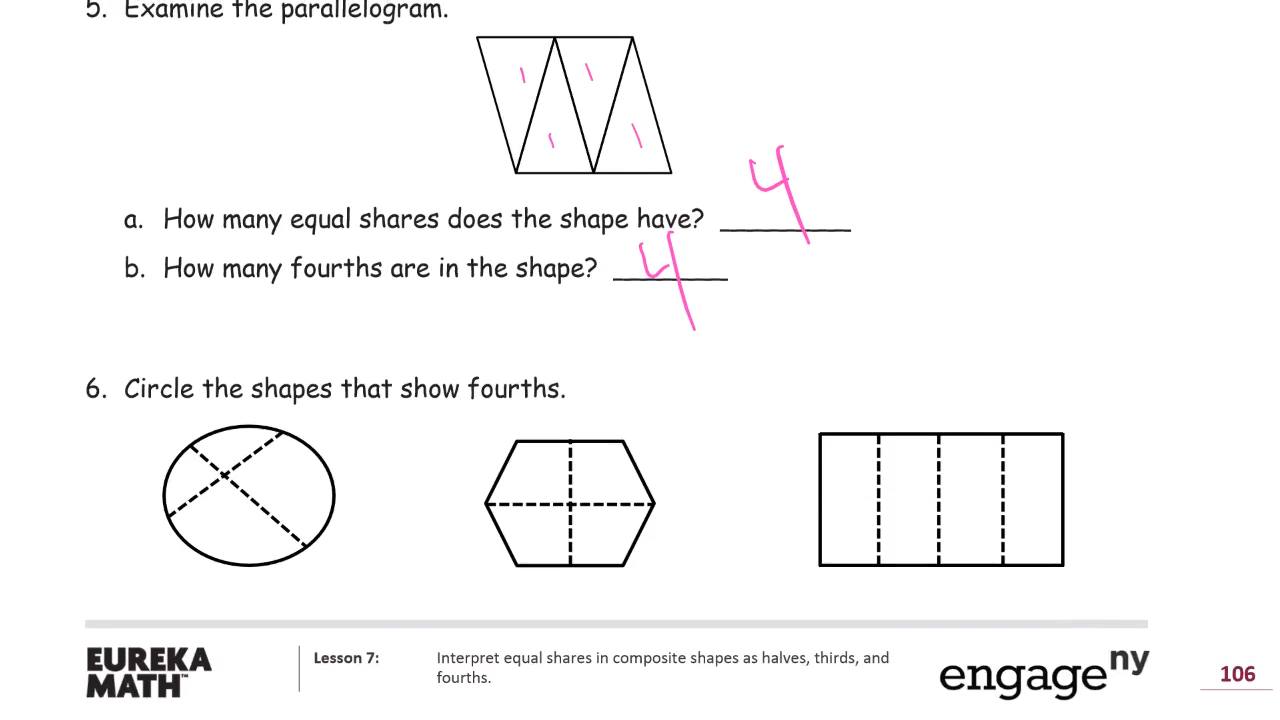 5. Examine the parallelogram.
a. How many equal shares does the shape have? 4
b. How many fourths are in the shape? 4
6. Circle the shapes that show fourths.
EUREKA
MATH™
Lesson 7:
Interpret equal shares in composite shapes as halves, thirds, and
fourths.
engage ny
106